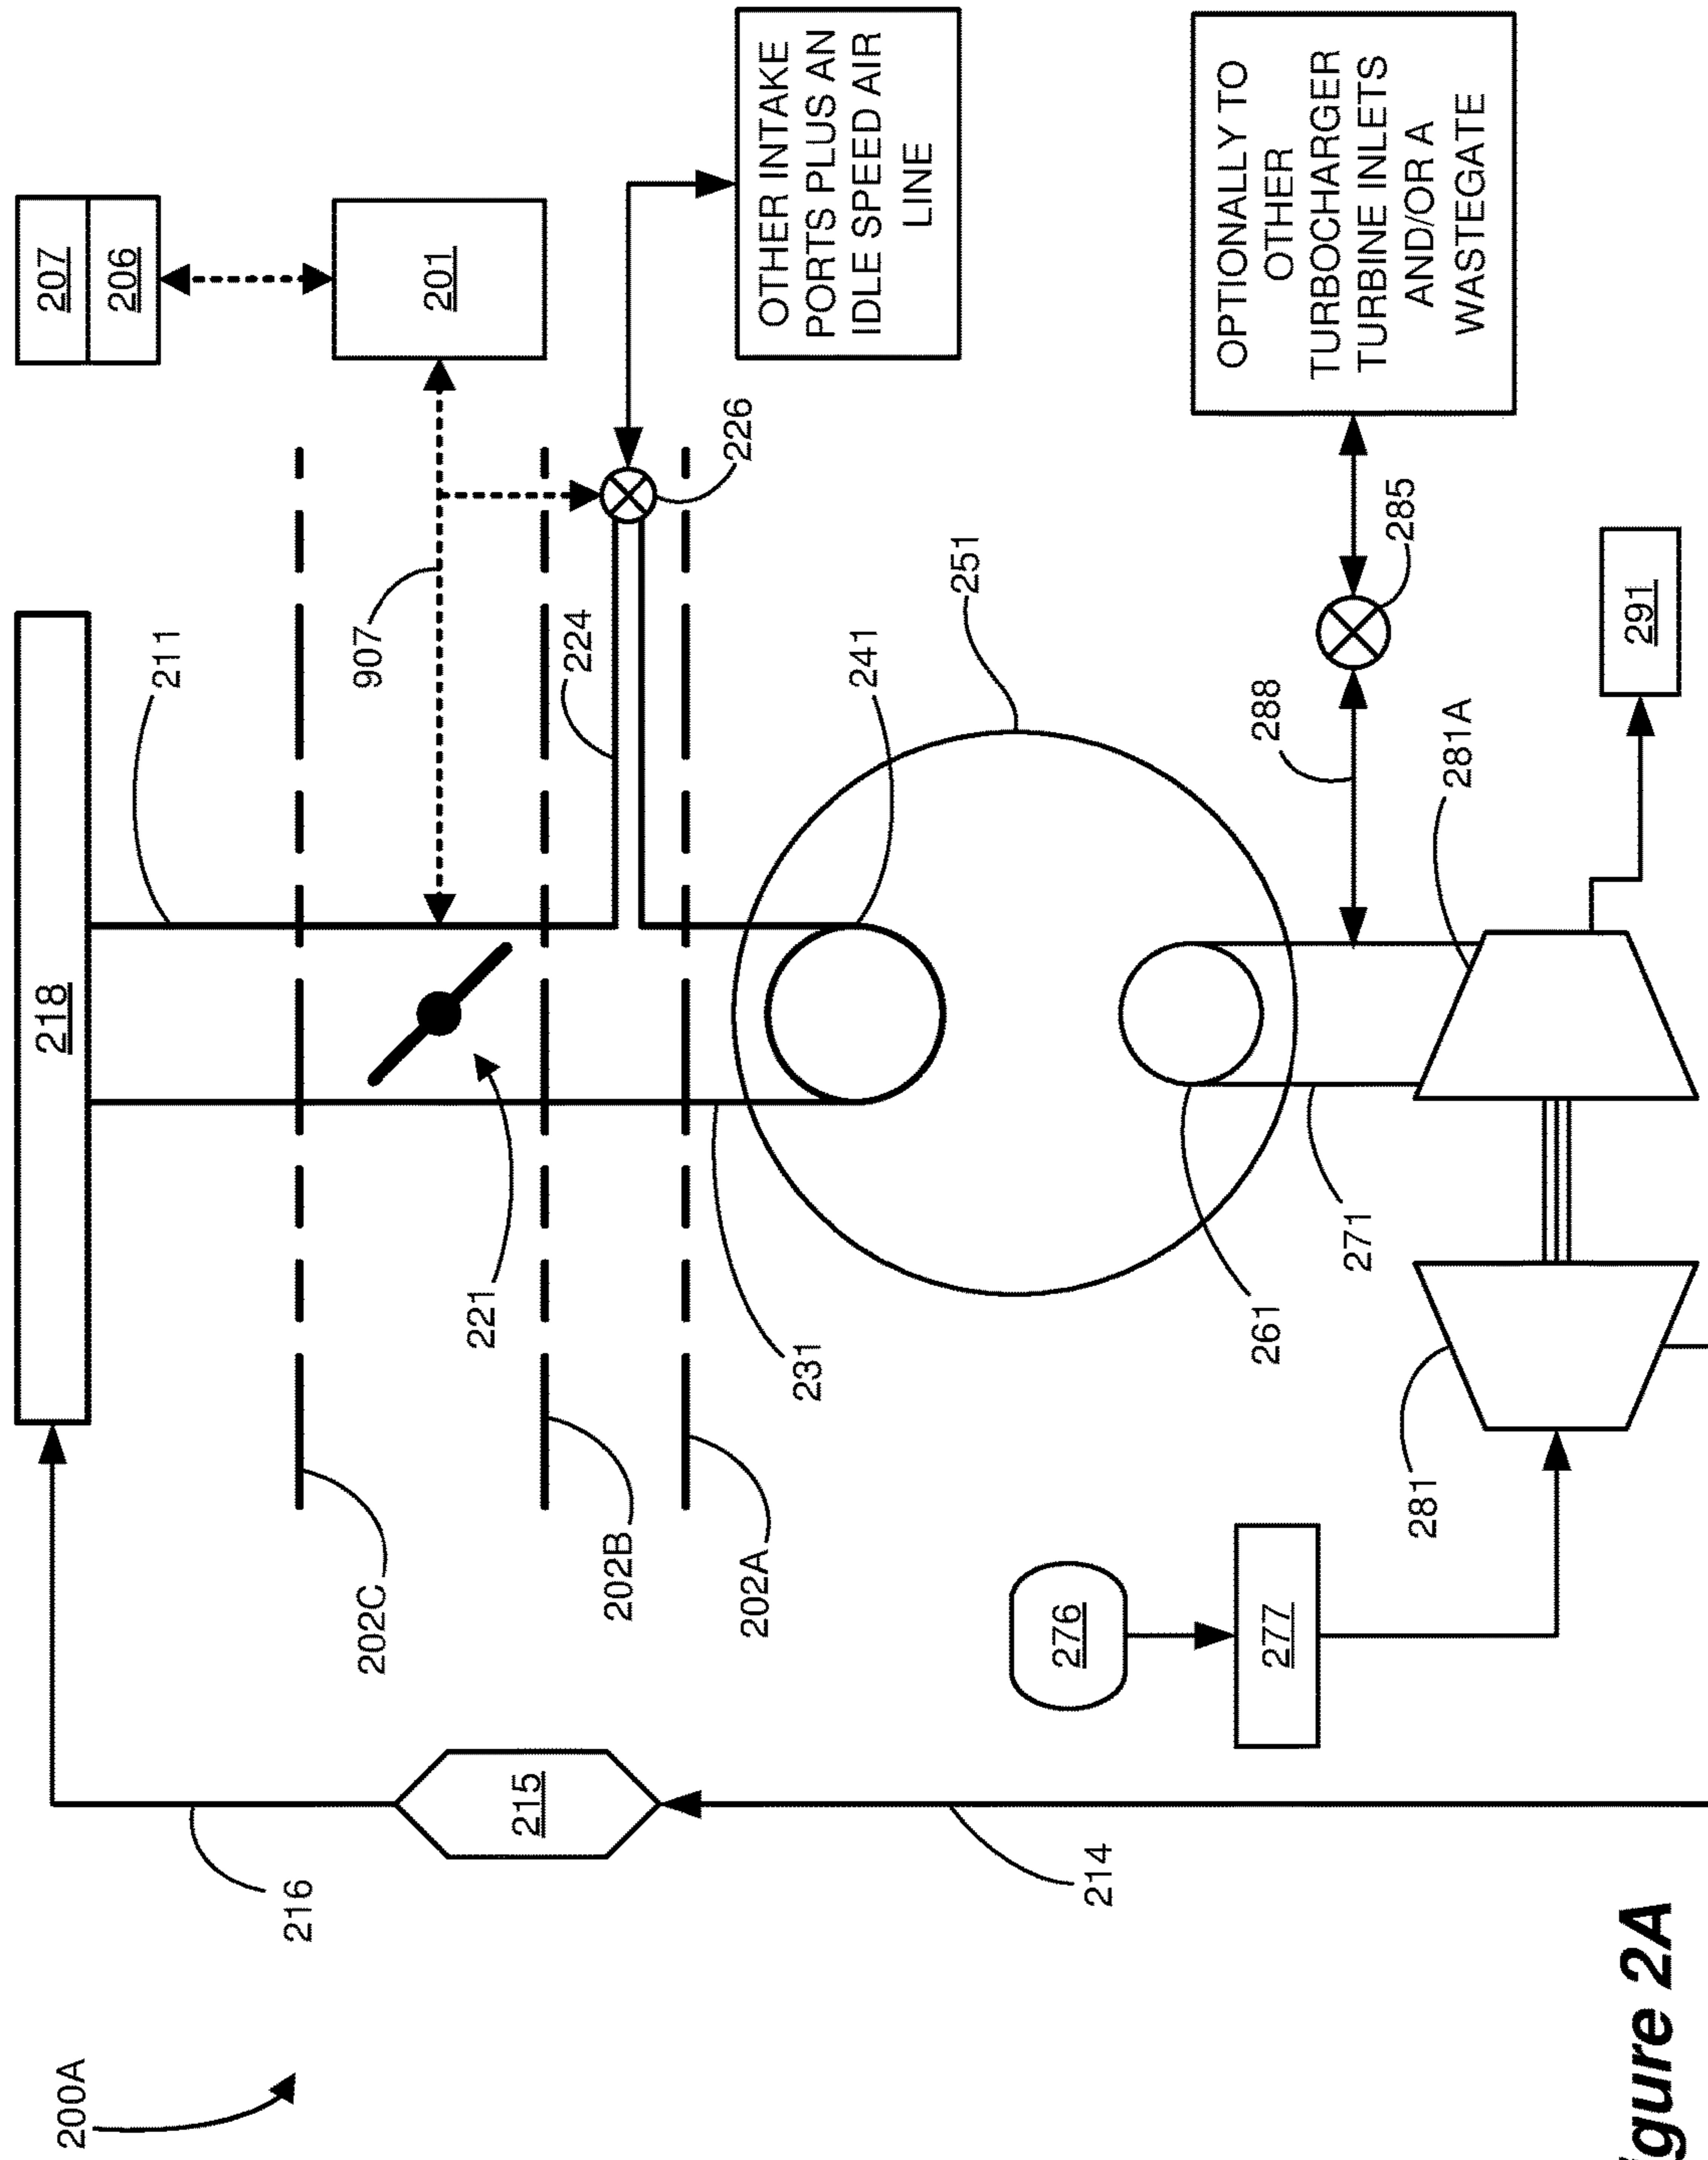 200A
216
215
214
218
211
207
206
201
202C
202B
202A
907
221
231
224
226
OTHER INTAKE
PORTS PLUS AN
IDLE SPEED AIR
LINE
241
251
261
271
276
277
281
281A
288
285
OPTIONALLY TO
OTHER
TURBOCHARGER
TURBINE INLETS
AND/OR A
WASTEGATE
291
igure 2A